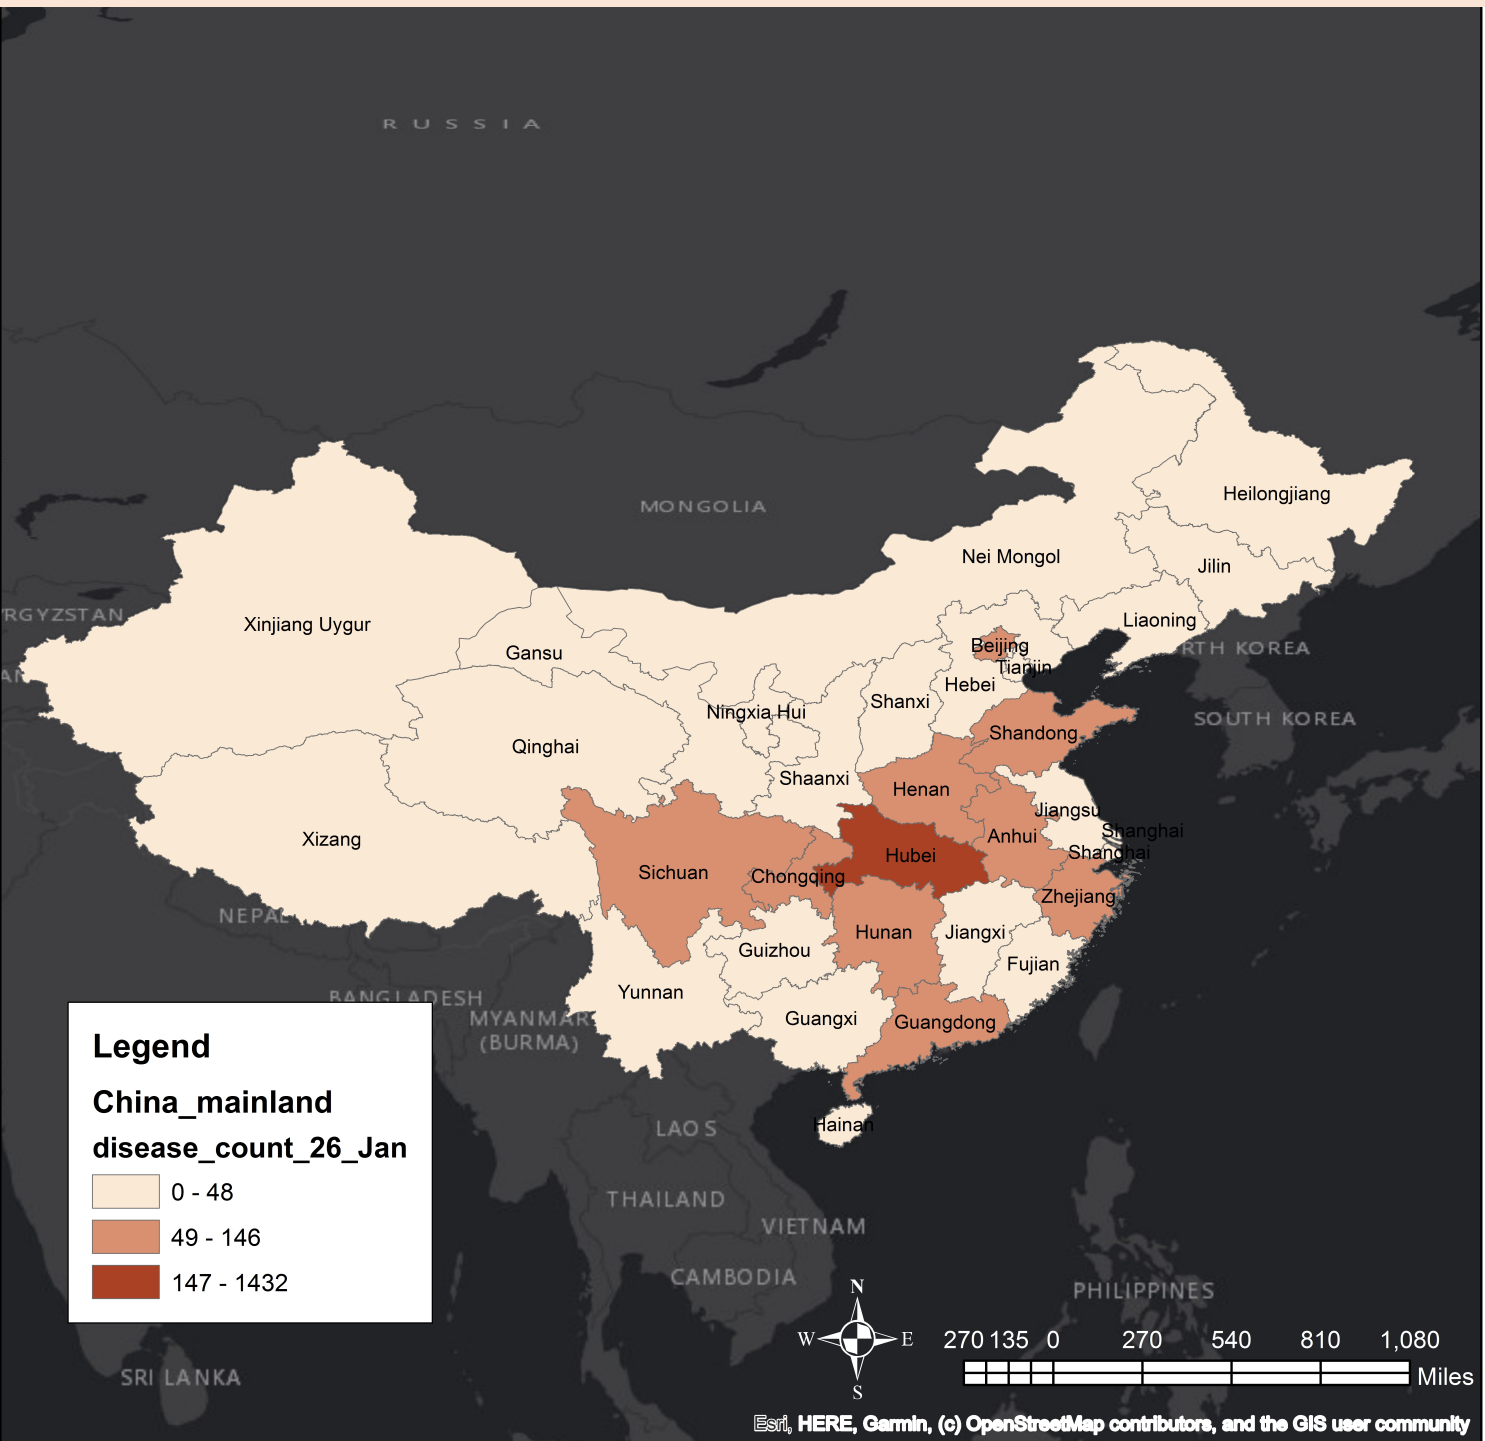 RUSSIA
MONGOLIA
Heilongjiang
Nei Mongol
Jilin
RGYZSTAN
Xinjiang Uygur
Liaoning
Gansu
Beijing
RTH KOREA
Tianjin
Hebei
Shanxi
Ningxia Hui
SOUTH KOREA
Shandong
Qinghai
Shaanxi
Henan
Jiangsu
Shanghai
Xizang
Anhui
Hubei
Shanghai
Sichuan
Chongqing
Zhejiang
NEPAL
Hunan
Jiangxi
Guizhou
Fujian
Yunnan
BANGLADESH
MYANMAR
(BURMA)
Guangxi
Guangdong
Hainan
LAOS
THAILAND
VIETNAM
CAMBODIA
PHILIPPINES
SRI LANKA
Legend
China_mainland
disease_count_26_Jan
0 - 48
49 - 146
147 - 1432
N
W E
S
270 135 0 270 540 810 1,080
Miles
Esri, HERE, Garmin, (c) OpenStreetMap contributors, and the GIS user community